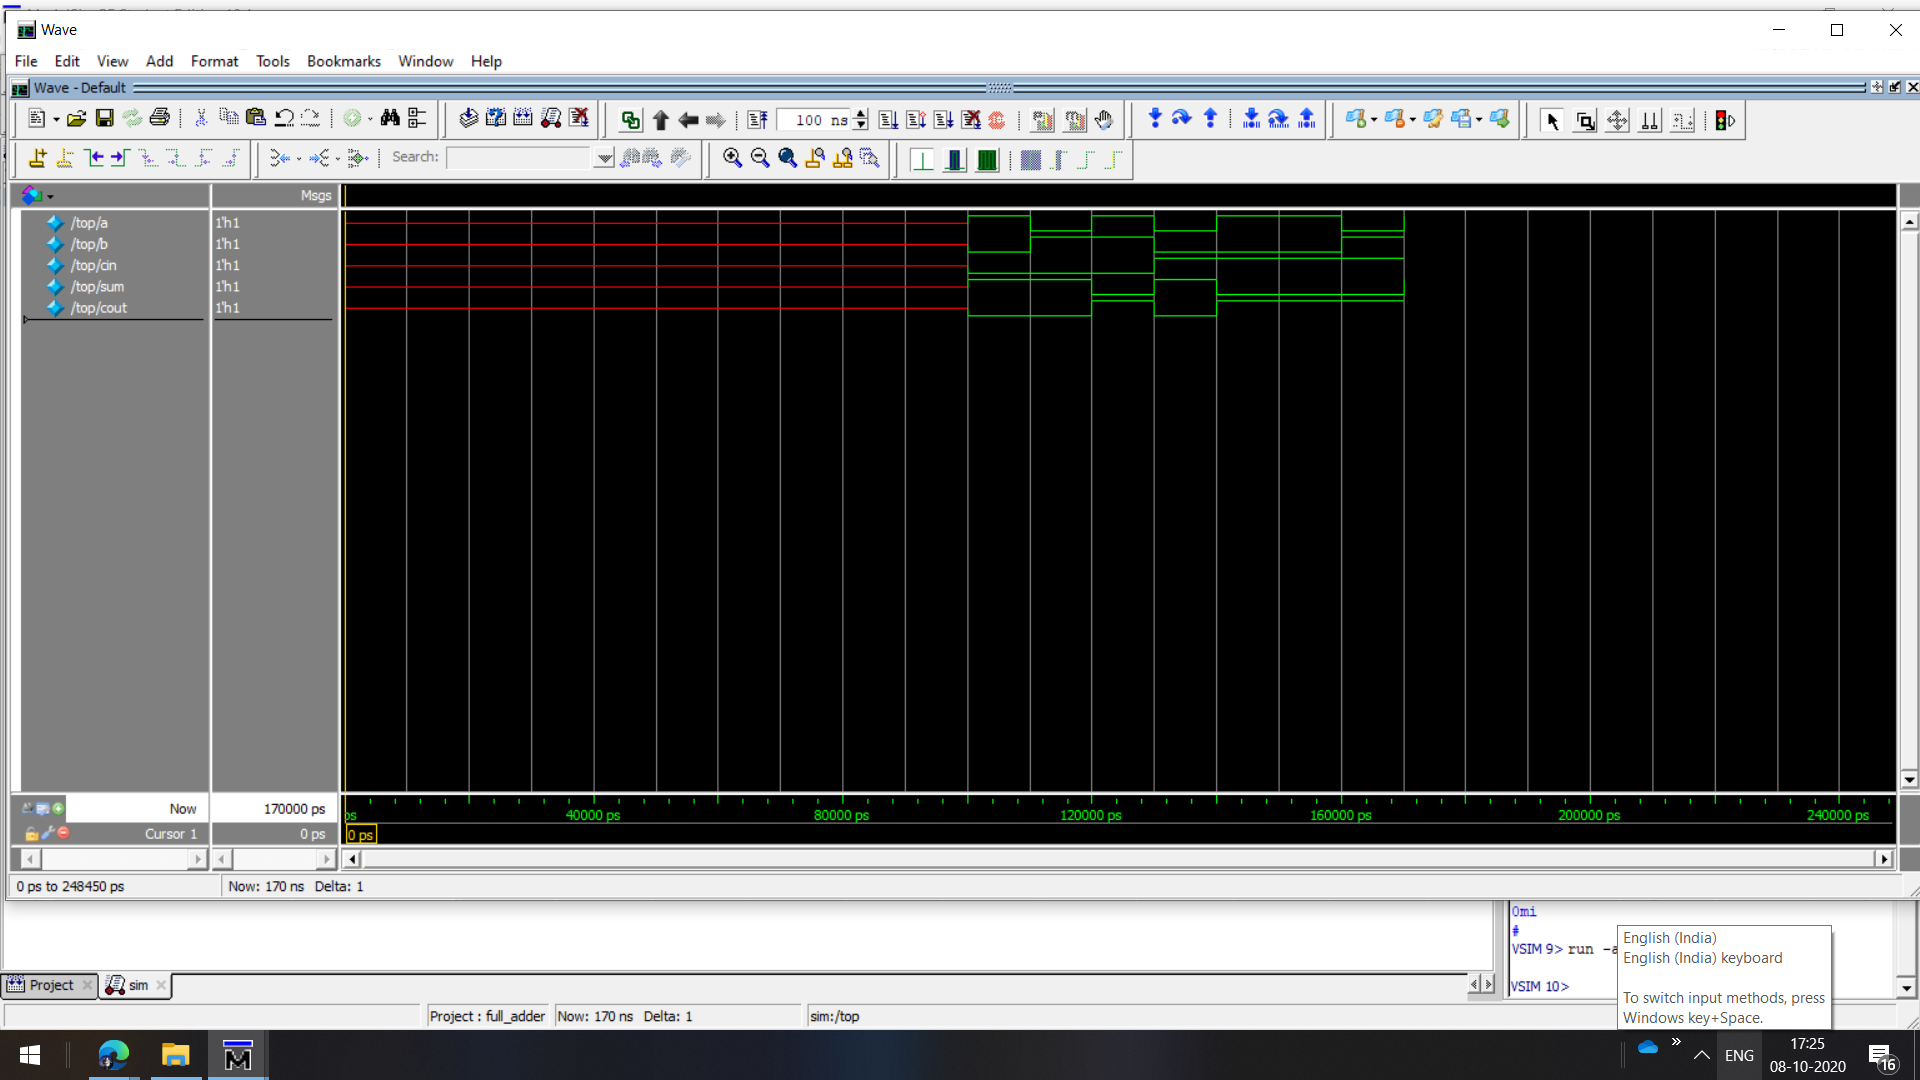 Wave
File Edit View Add Format Tools Bookmarks Window Help
Wave - Default
100 ns
Search:
Msgs
/top/a 1'h1
/top/b 1'h1
/top/cin 1'h1
/top/sum 1'h1
/top/cout 1'h1
Now 170000 ps
ps 40000 ps 80000 ps 120000 ps 160000 ps 200000 ps 240000 ps
Cursor 1 0 ps
0 ps
0 ps to 248450 ps Now: 170 ns Delta: 1
Omi
#
VSIM 9> run -a
VSIM 10>
English (India)
English (India) keyboard
To switch input methods, press
Windows key+Space.
Project sim
Project : full_adder Now: 170 ns Delta: 1 sim:/top
M
ENG
17:25
08-10-2020
16